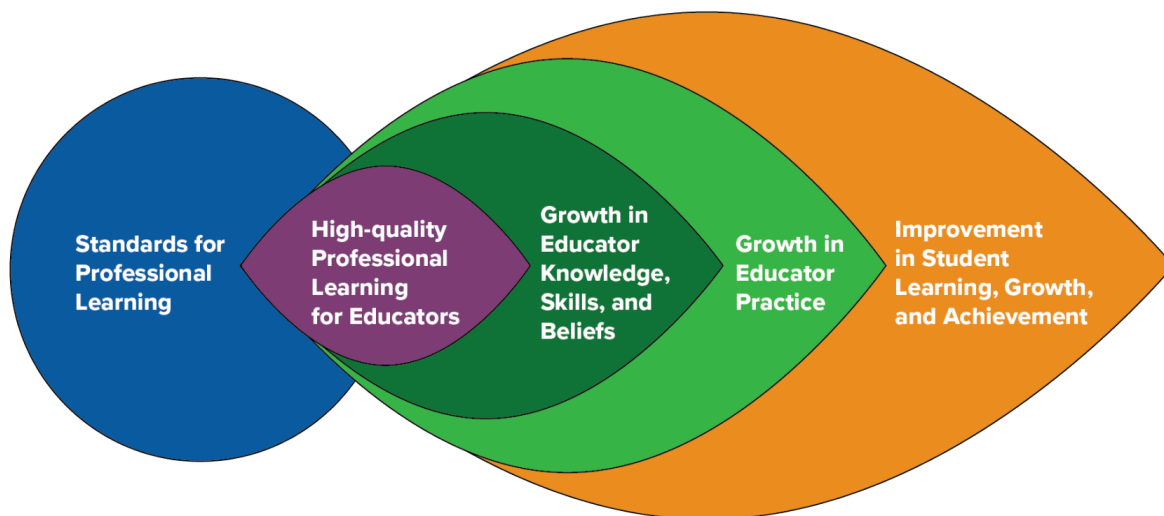 Standards for
Professional
Learning
High-quality
Professional
Learning
for Educators
Growth in
Educator
Knowledge,
Skills, and
Beliefs
Growth in
Educator
Practice
Improvement
in Student
Learning, Growth,
and Achievement